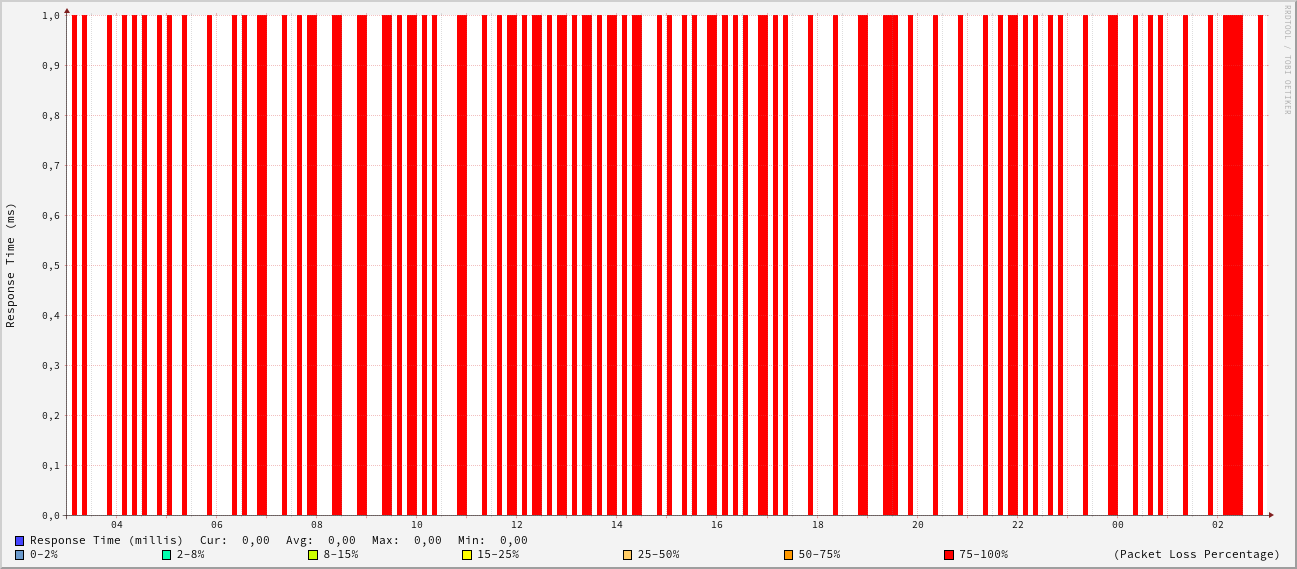 RRDTOOL / TOBI OETIKER
Response Time (ms)
1,0
0,9
0,8
0,7
0,6
0,5
0,4
0,3
0,2
0,1
0,0
04 06 08 10 12 14 16 18 20 22 00 02
Response Time (millis) Cur: 0,00 Avg: 0,00 Max: 0,00 Min: 0,00
0-2% 2-8% 8-15% 15-25% 25-50% 50-75% 75-100% (Packet Loss Percentage)